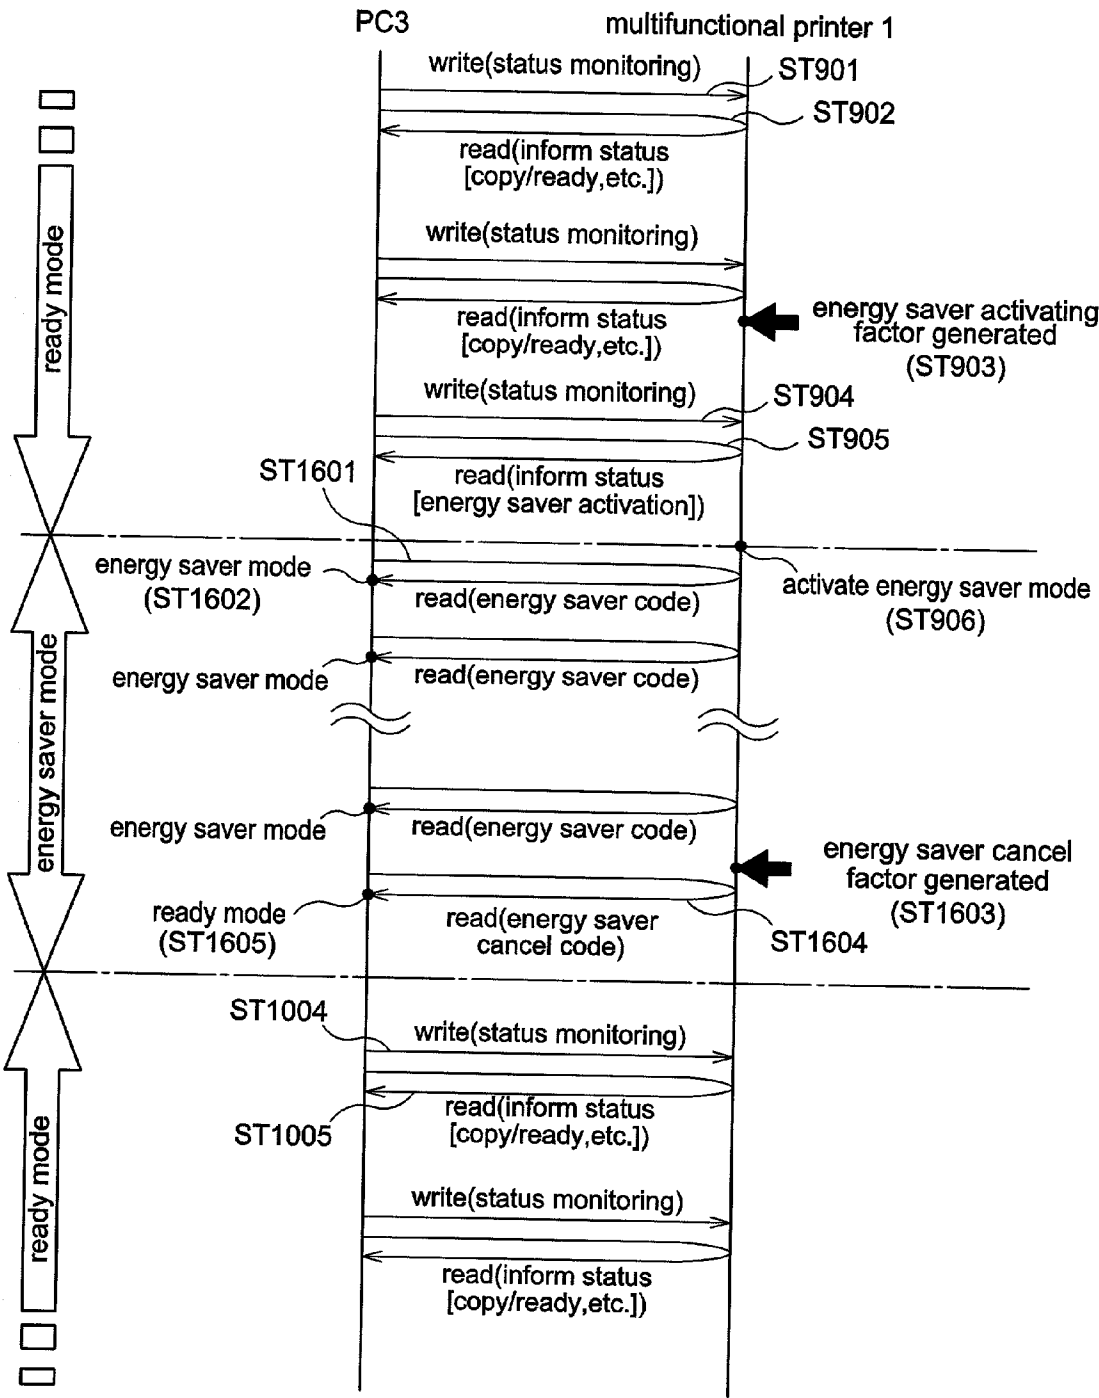 PC3
multifunctional printer 1
write(status monitoring)
ST901
ST902
read(inform status
[copy/ready,etc.])
ready mode
write(status monitoring)
read(inform status
[copy/ready,etc.])
energy saver activating
factor generated
(ST903)
write(status monitoring)
ST904
ST905
ST1601
read(inform status
[energy saver activation])
energy saver mode
(ST1602)
read(energy saver code)
activate energy saver mode
(ST906)
energy saver mode
energy saver mode
read(energy saver code)
energy saver mode
read(energy saver code)
energy saver cancel
factor generated
(ST1603)
ready mode
(ST1605)
read(energy saver
cancel code)
ST1604
ST1004
write(status monitoring)
ST1005
read(inform status
[copy/ready,etc.])
ready mode
write(status monitoring)
read(inform status
[copy/ready,etc.])